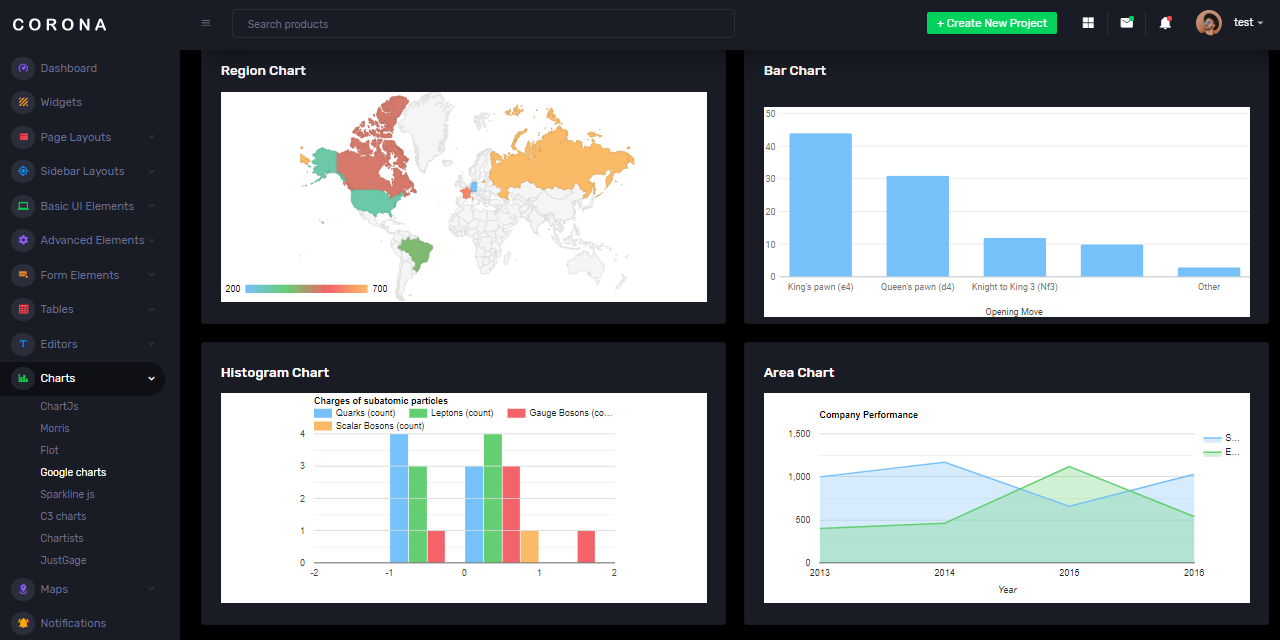 CORONA
Search products
+ Create New Project
test
Dashboard
Widgets
Page Layouts
Sidebar Layouts
Basic UI Elements
Advanced Elements
Form Elements
Tables
Editors
Charts
ChartJs
Morris
Flot
Google charts
Sparkline js
C3 charts
Chartists
JustGage
Maps
Notifications
Region Chart
200
700
Bar Chart
50
40
30
20
10
0
King's pawn (e4)
Queen's pawn (d4)
Knight to King 3 (Nf3)
Other
Opening Move
Histogram Chart
Charges of subatomic particles
Quarks (count)
Leptons (count)
Gauge Bosons (co...
Scalar Bosons (count)
4
3
2
1
0
-2
-1
0
1
2
Area Chart
Company Performance
1,500
1,000
500
0
2013
2014
2015
2016
Year
S...
E...